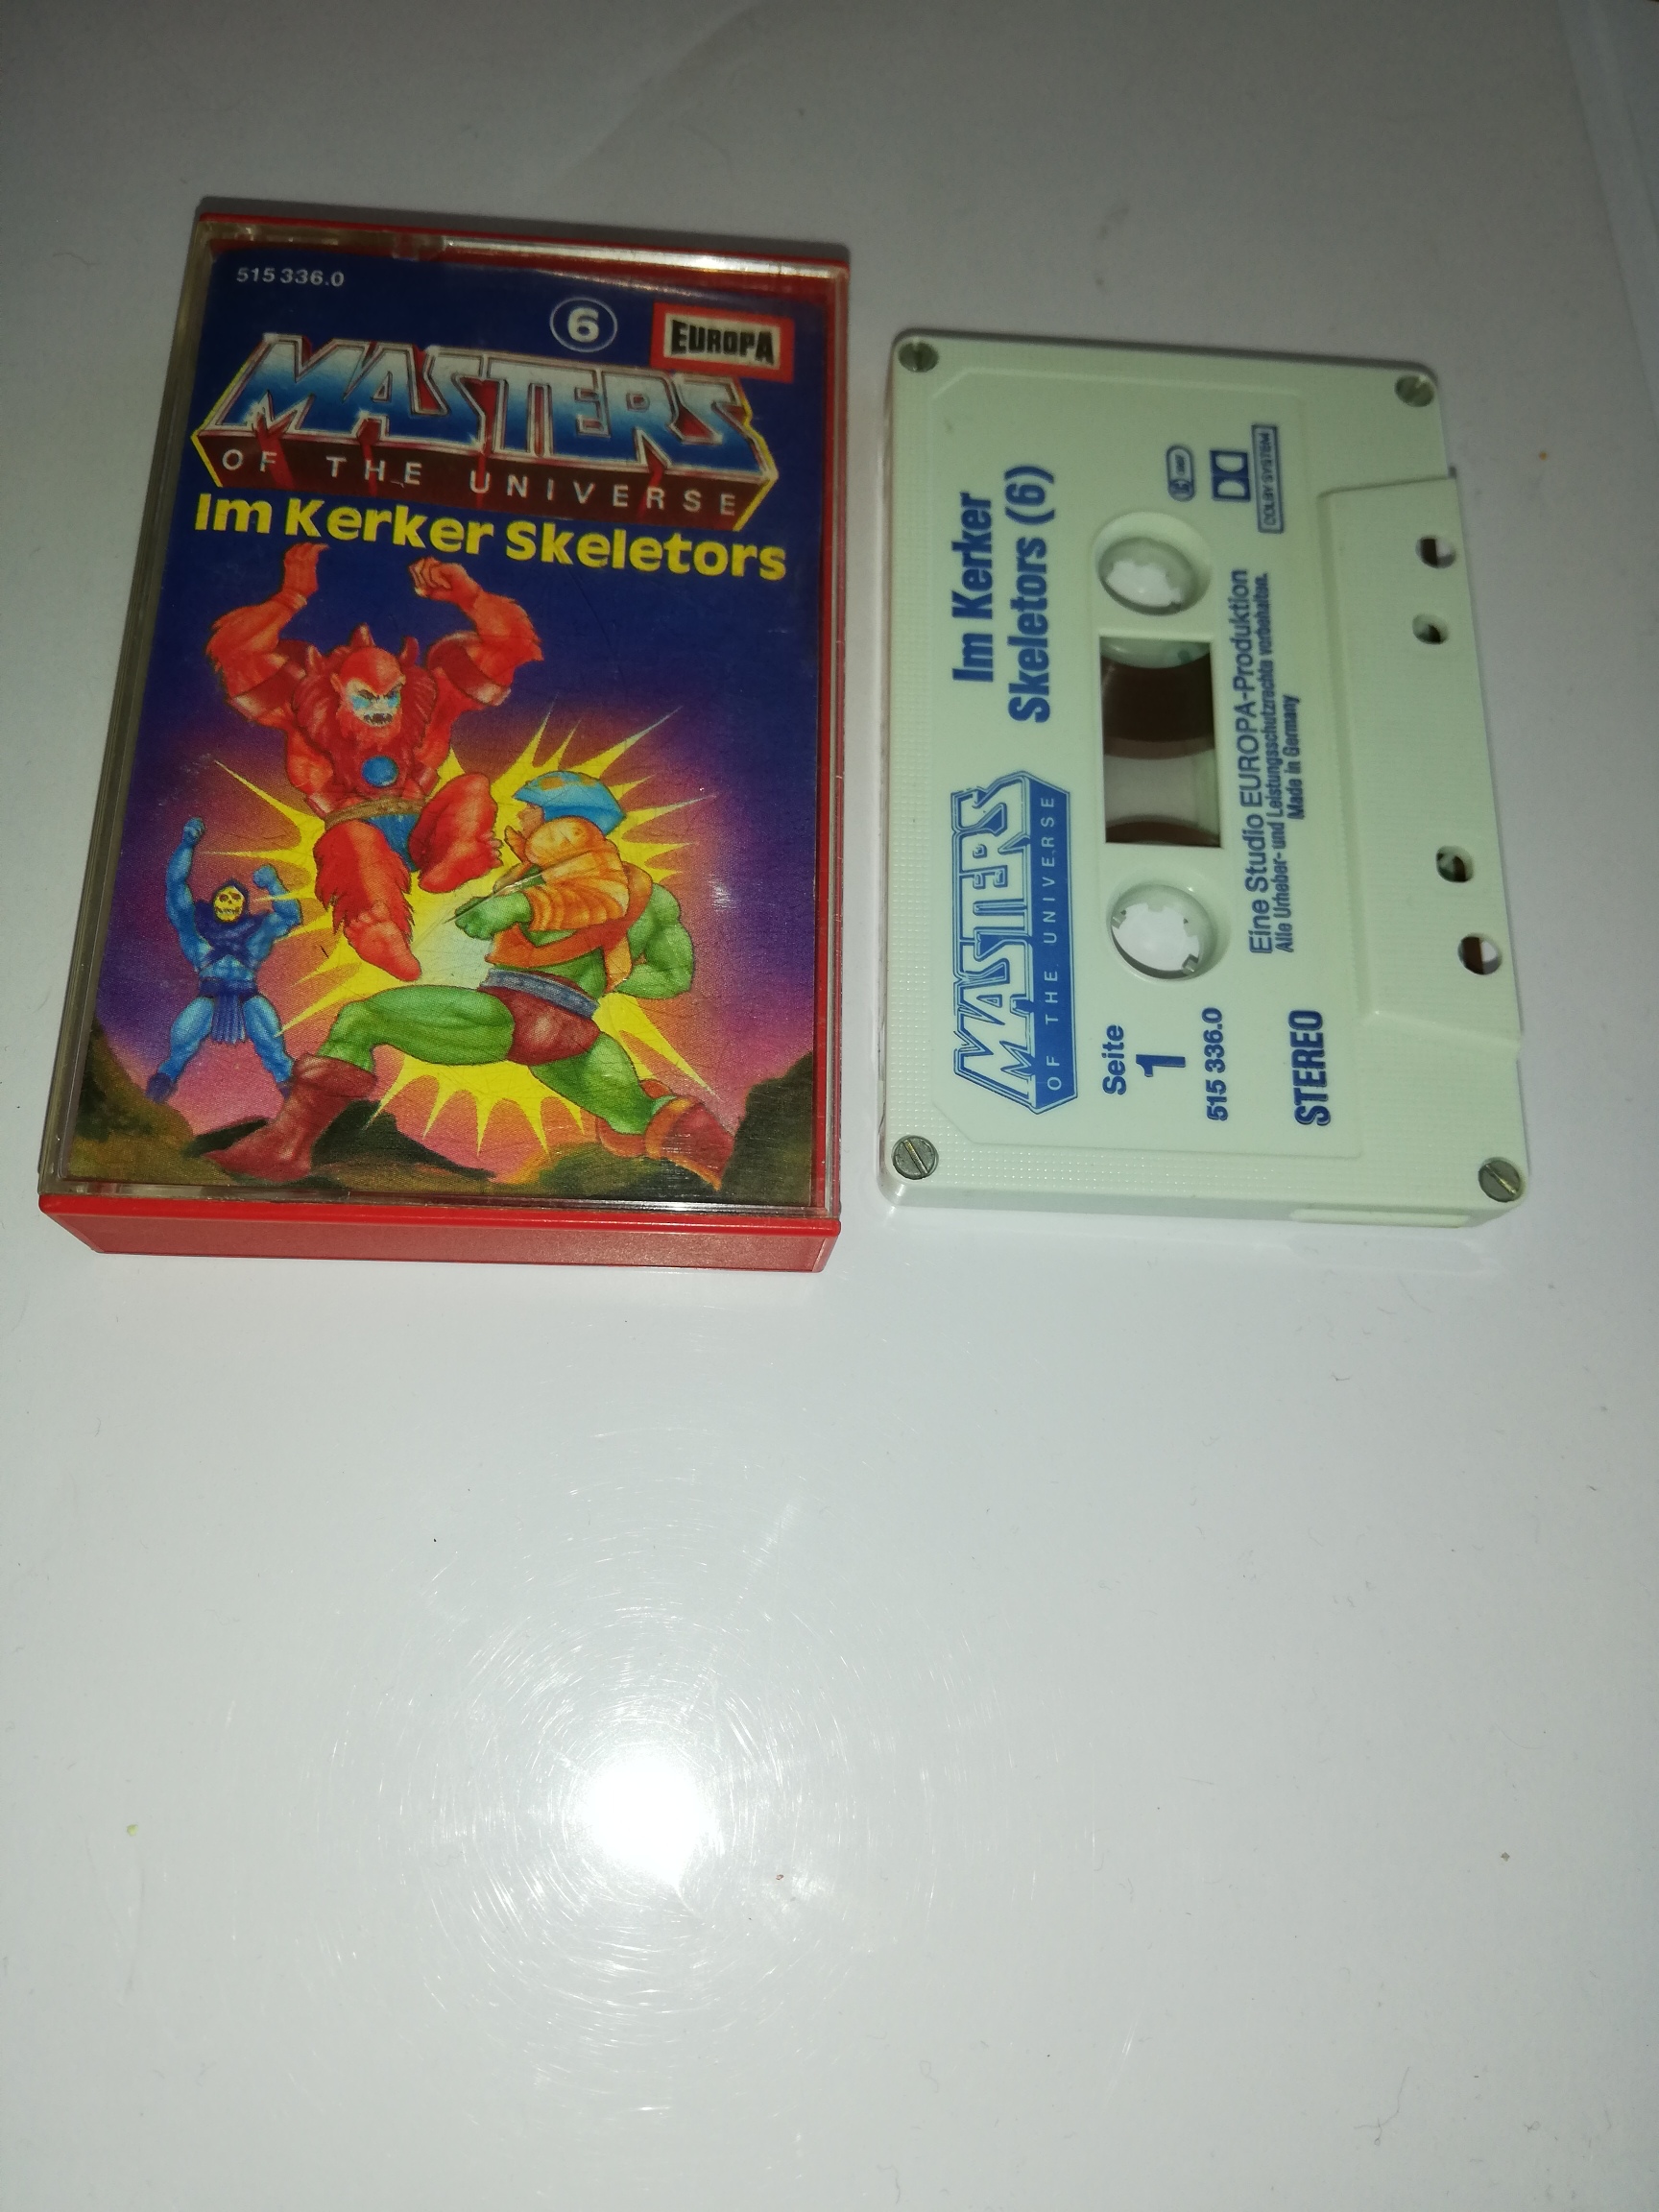 515 336.0
6
EUROPA
MASTERS
OF THE UNIVERSE
Im Kerker Skeletors
MASTERS
OF THE UNIVERSE
Im Kerker
Skeletors (6)
Seite
1
515 336.0
STEREO
Eine Studio EUROPA-Produktion
Alle Urheber- und Leistungsschutzrechte vorbehalten.
Made in Germany
DOLBY SYSTEM